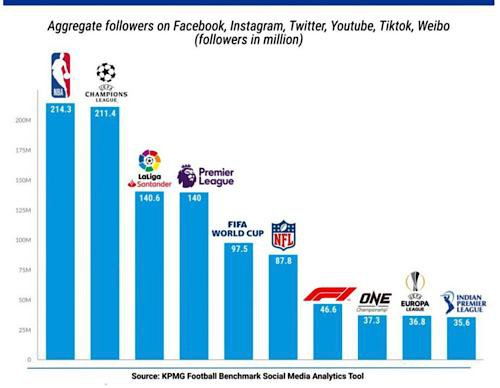 Aggregate followers on Facebook, Instagram, Twitter, Youtube, Tiktok, Weibo
(followers in million)
NBA
UEFA
CHAMPIONS
LEAGUE
LaLiga
Santander
Premier
League
FIFA
WORLD CUP
NFL
F1
ONE
Championship
UEFA
EUROPA
LEAGUE
INDIAN
PREMIER
LEAGUE
214.3
211.4
140.6
140
97.5
87.8
46.6
37.3
36.8
35.6
200M
175M
150M
125M
100M
75M
50M
25M
0
Source: KPMG Football Benchmark Social Media Analytics Tool